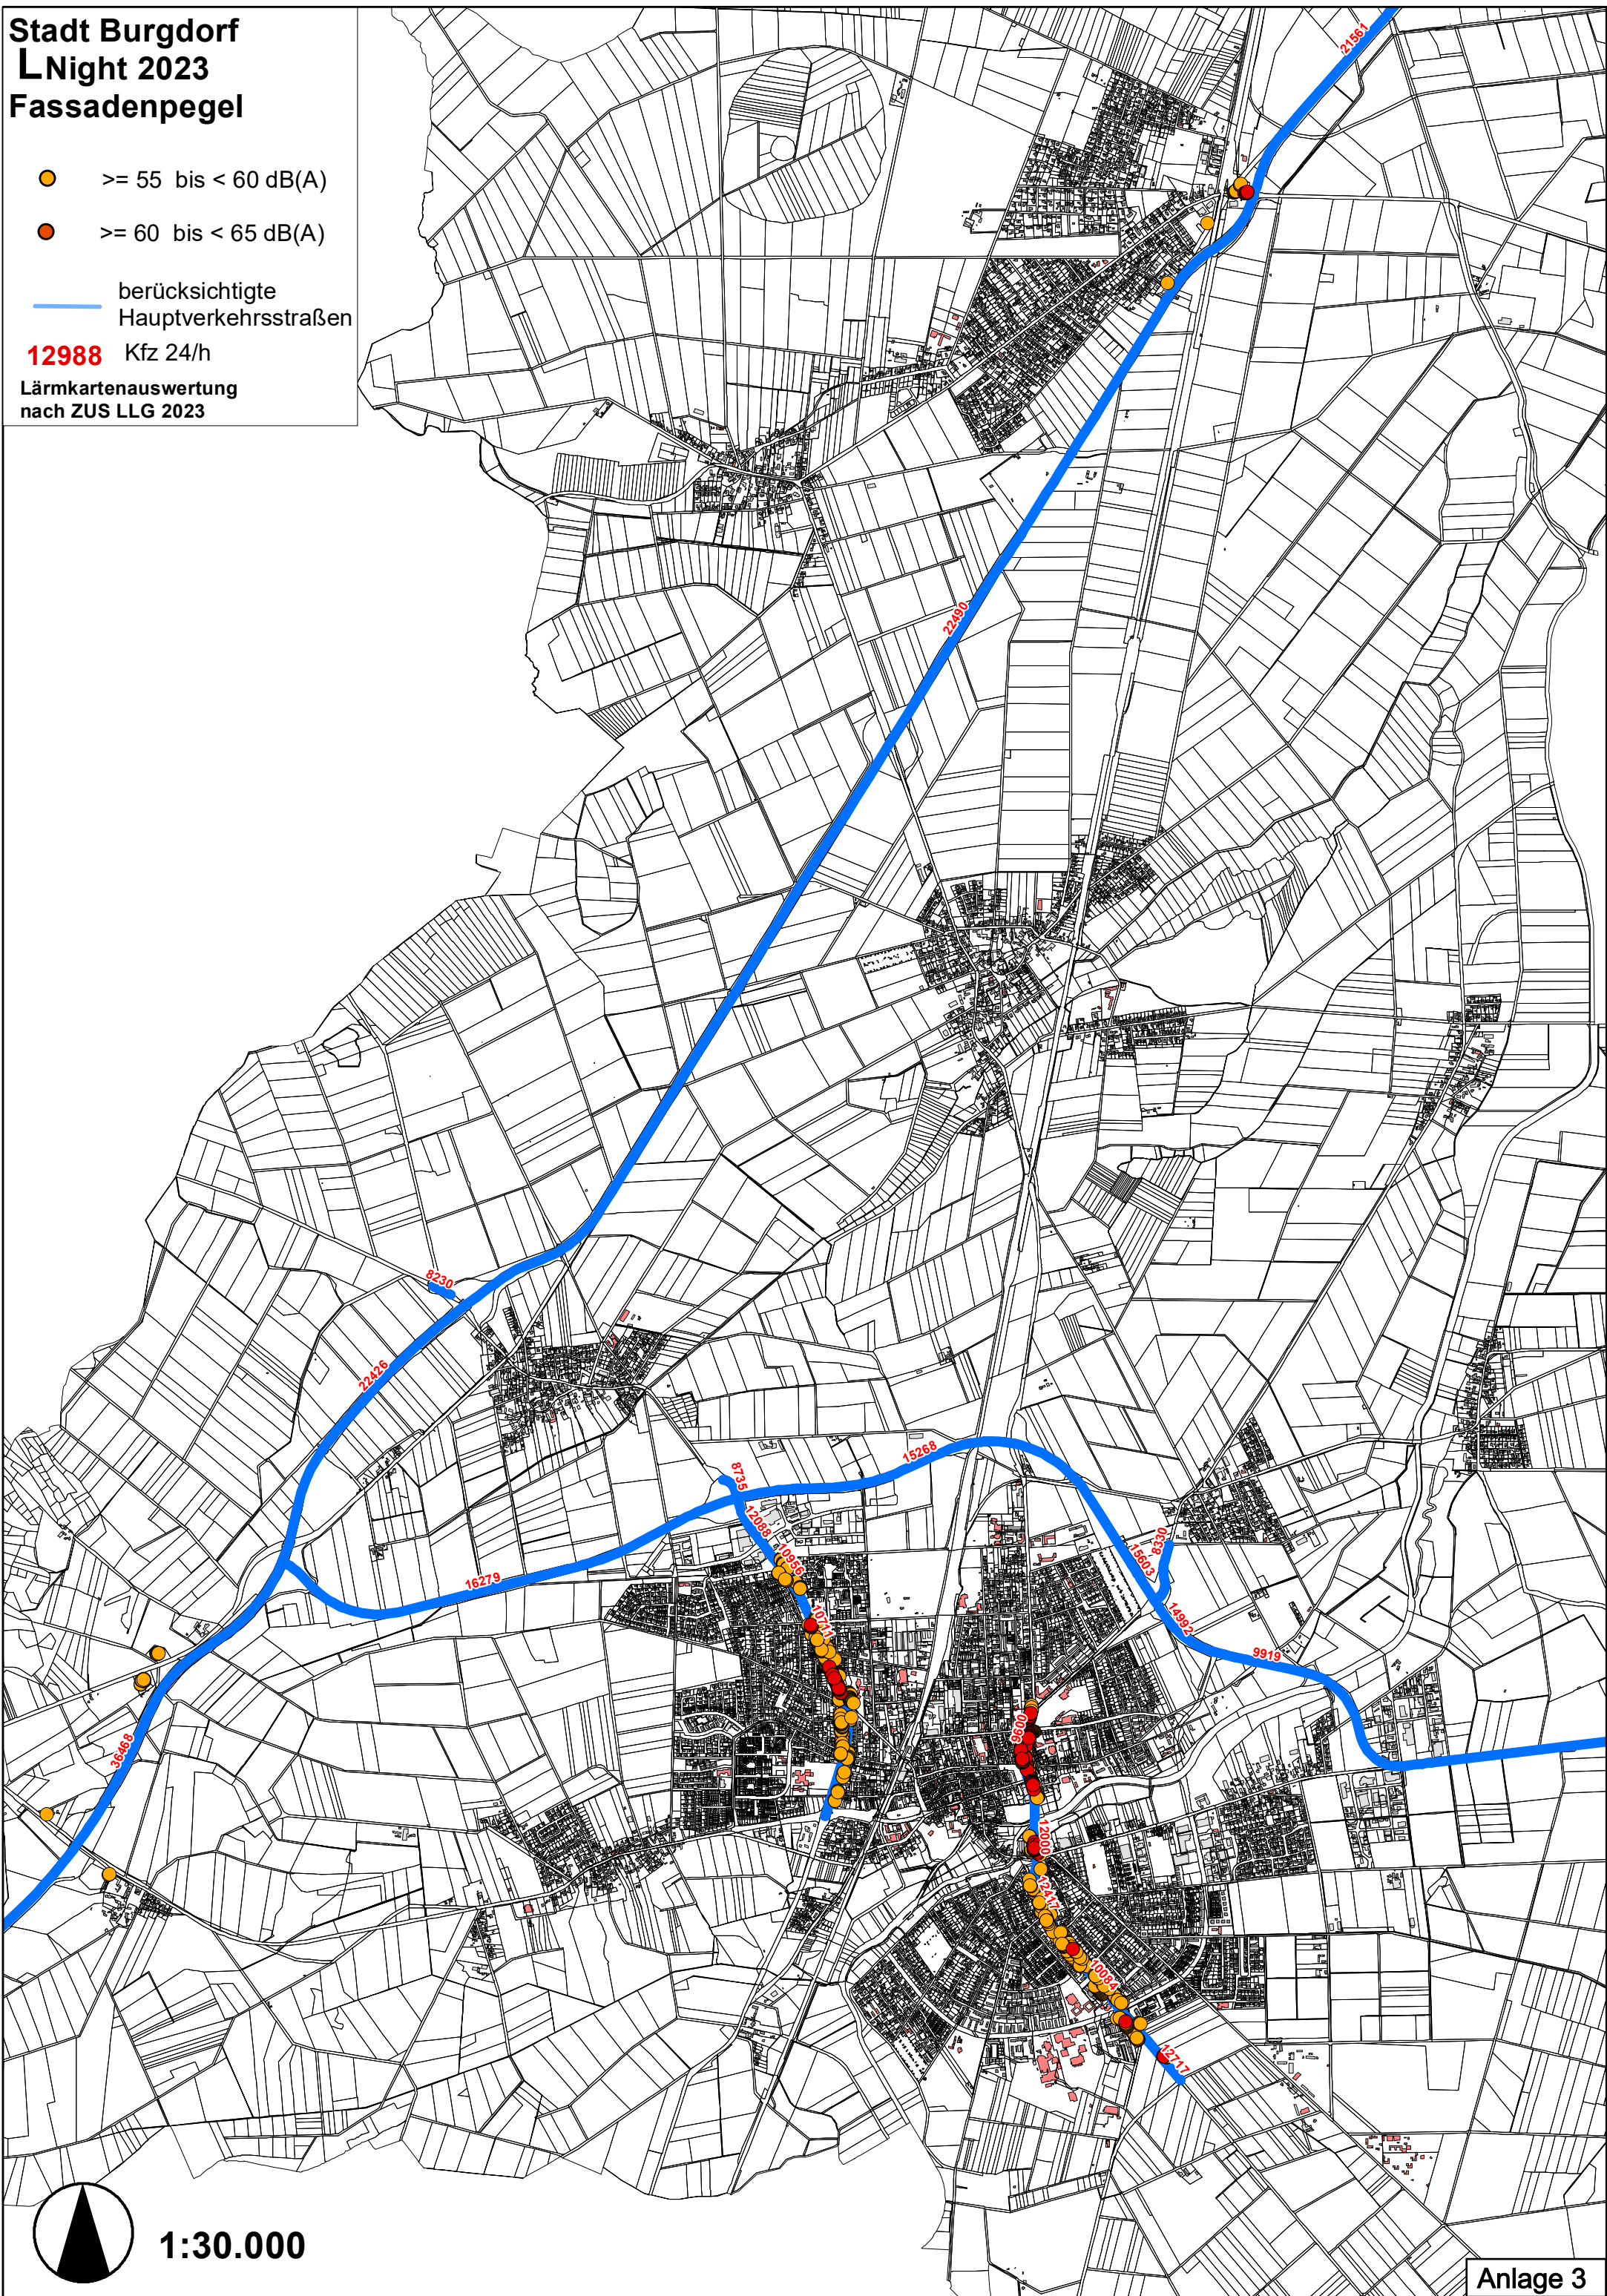 Stadt Burgdorf
LNight 2023
Fassadenpegel
>= 55 bis < 60 dB(A)
>= 60 bis < 65 dB(A)
berücksichtigte
Hauptverkehrsstraßen
12988 Kfz 24/h
Lärmkartenauswertung
nach ZUS LLG 2023
21561
22490
8230
22426
15268
8735
12088
10956
16279
15603
8330
10711
14992
9919
9600
36468
12000
12417
10084
12717
1:30.000
Anlage 3